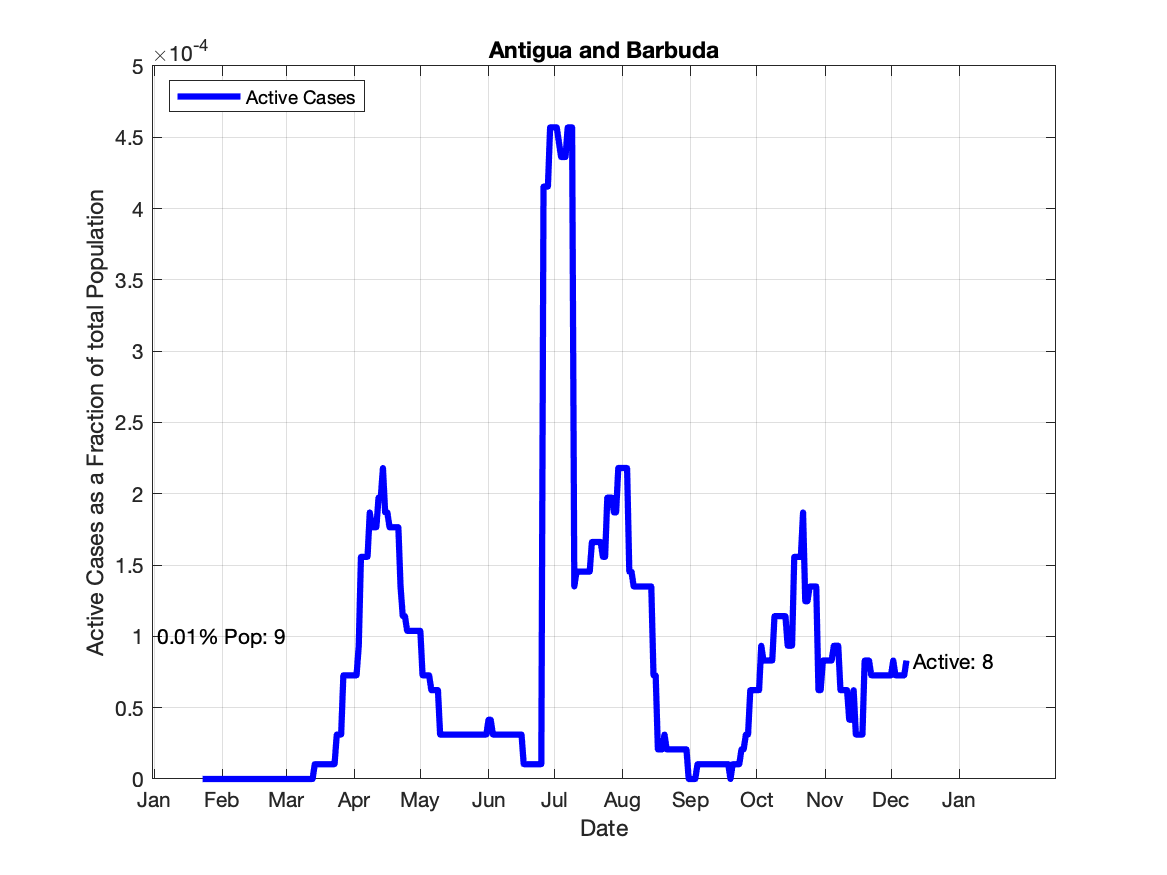 Antigua and Barbuda
×10^-4
Active Cases
Active Cases as a Fraction of total Population
5
4.5
4
3.5
3
2.5
2
1.5
1
0.5
0
0.01% Pop: 9
Active: 8
Jan Feb Mar Apr May Jun Jul Aug Sep Oct Nov Dec Jan
Date